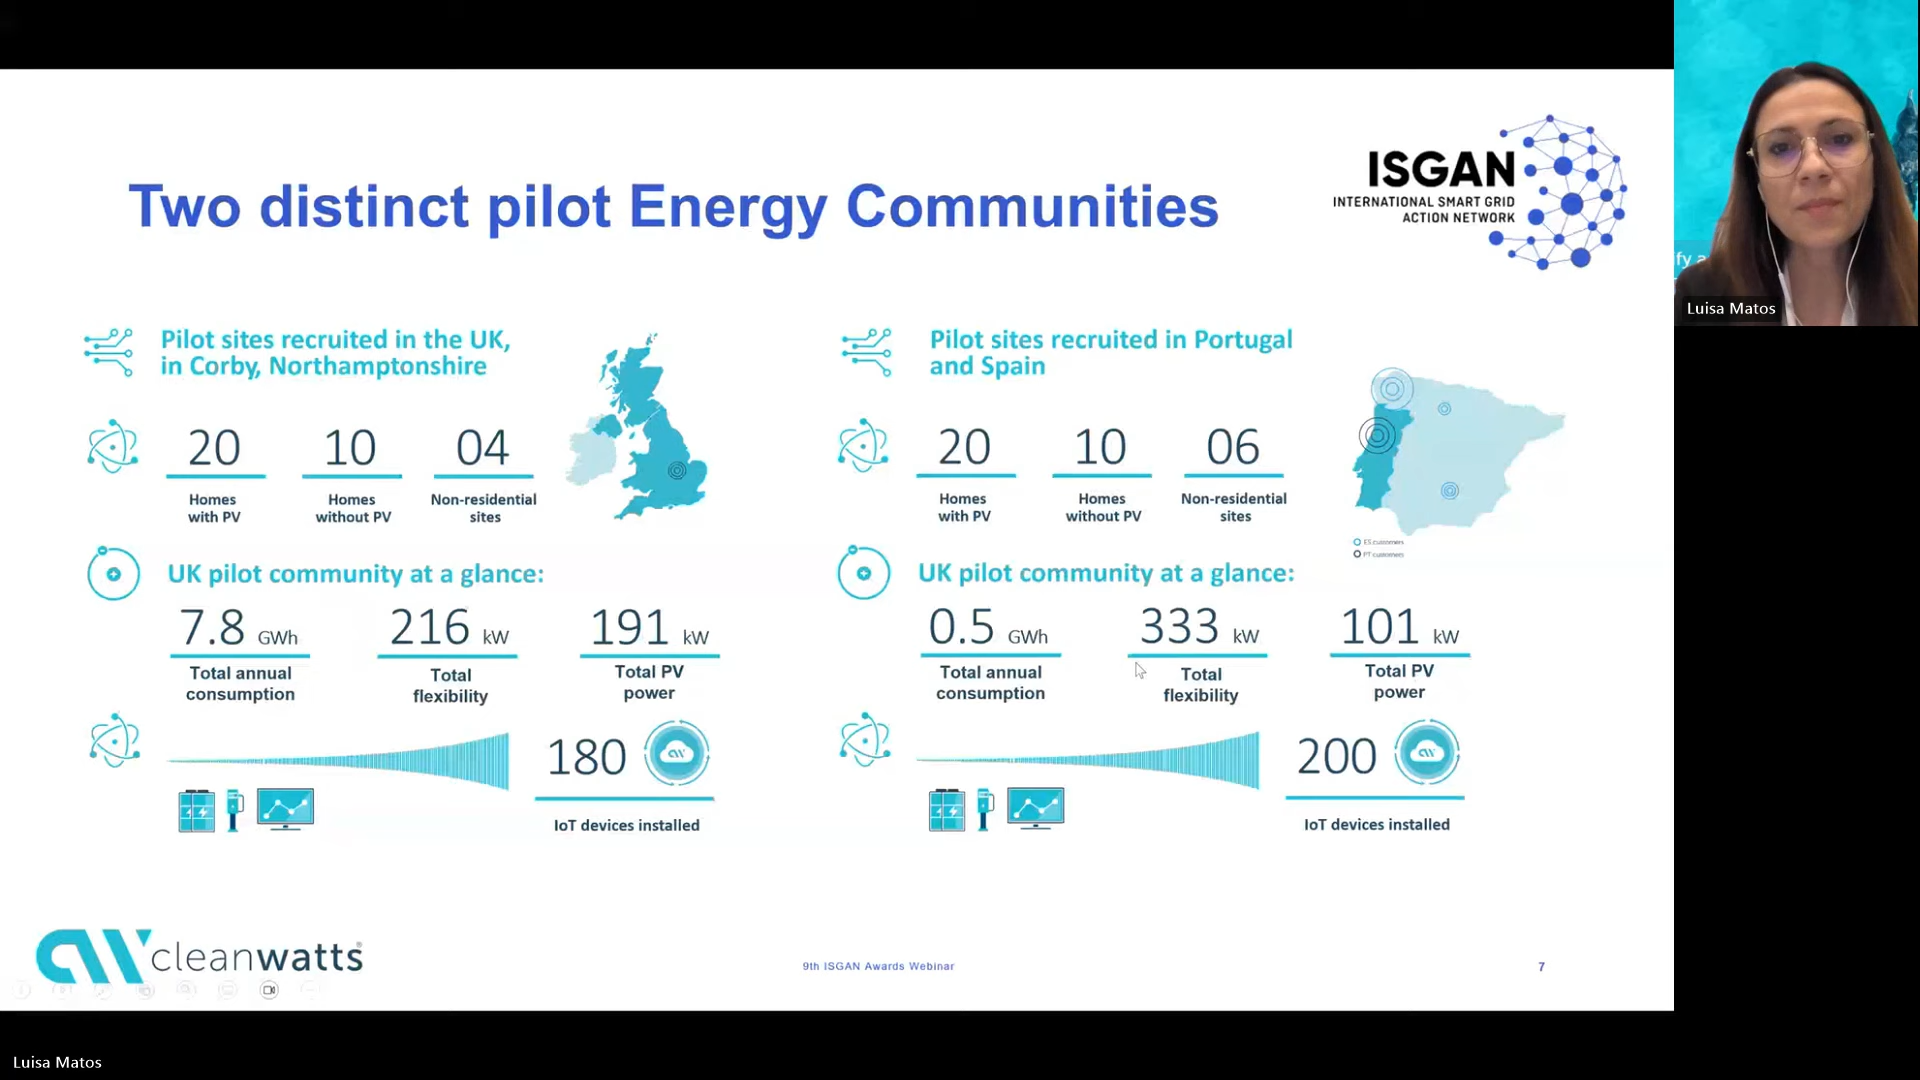 Two distinct pilot Energy Communities
ISGAN
INTERNATIONAL SMART GRID
ACTION NETWORK
Luisa Matos
Pilot sites recruited in the UK,
in Corby, Northamptonshire
20
10
04
Homes
with PV
Homes
without PV
Non-residential
sites
UK pilot community at a glance:
7.8 GWh
216 kW
191 kW
Total annual
consumption
Total
flexibility
Total PV
power
180
IoT devices installed
Pilot sites recruited in Portugal
and Spain
20
10
06
Homes
with PV
Homes
without PV
Non-residential
sites
ES customers
PT customers
UK pilot community at a glance:
0.5 GWh
333 kW
101 kW
Total annual
consumption
Total
flexibility
Total PV
power
200
IoT devices installed
cleanwatts
9th ISGAN Awards Webinar
7
Luisa Matos